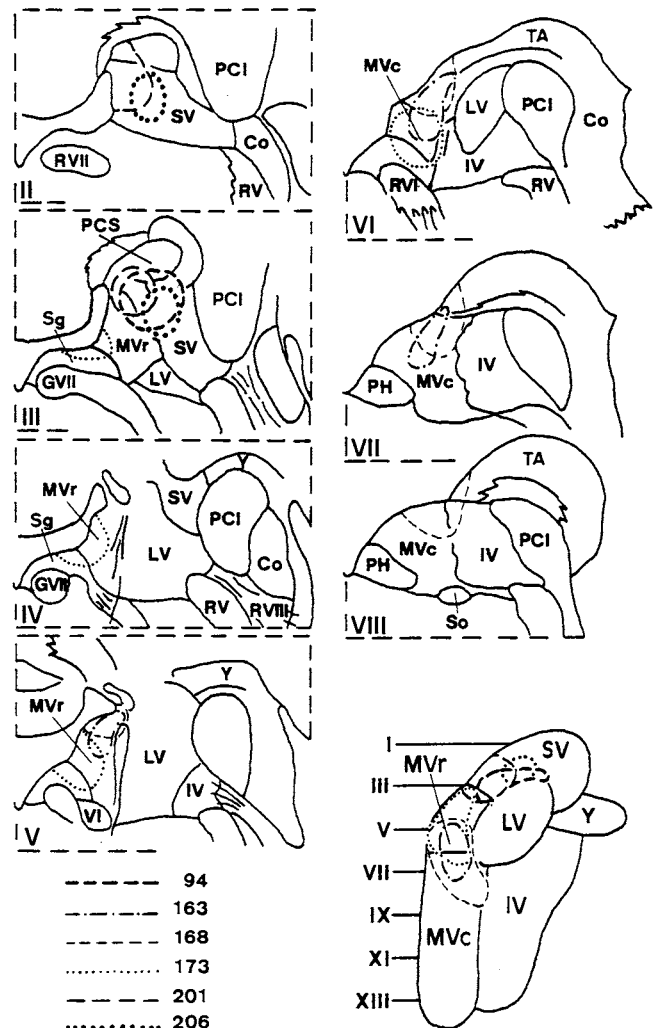 PCI
SV
Co
RVII
RV
II
PCS
PCI
Sg
MVr
SV
GVII
LV
III
Y
MVr
SV
Sg
PCI
LV
Co
GVII
RV
RVIII
IV
Y
MVr
LV
IV
VI
V
94
163
168
173
201
206
TA
MVc
LV
PCI
Co
IV
RVI
RV
VI
IV
MVc
PH
VII
TA
MVc
IV
PCI
PH
So
VIII
I
SV
MVr
III
LV
Y
V
VII
IV
IX
MVc
XI
XIII